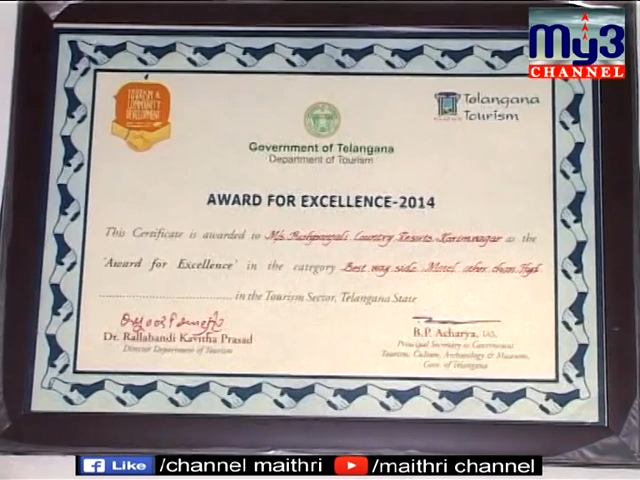 My3
CHANNEL
TOURISM &
COMMUNITY
DEVELOPMENT
Telangana
Tourism
Government of Telangana
Department of Tourism
AWARD FOR EXCELLENCE-2014
This Certificate is awarded to M/s Pushpanjali Country Resorts, Karimnagar as the
'Award for Excellence' in the category Best way side Motel other than Hyd.
in the Tourism Sector, Telangana State
Dr. Rallabandi Kavitha Prasad
Director Department of Tourism
B.P. Acharya, IAS.
Principal Secretary to Government
Tourism, Culture, Archaeology & Museums,
Govt. of Telangana
f Like /channel maithri /maithri channel